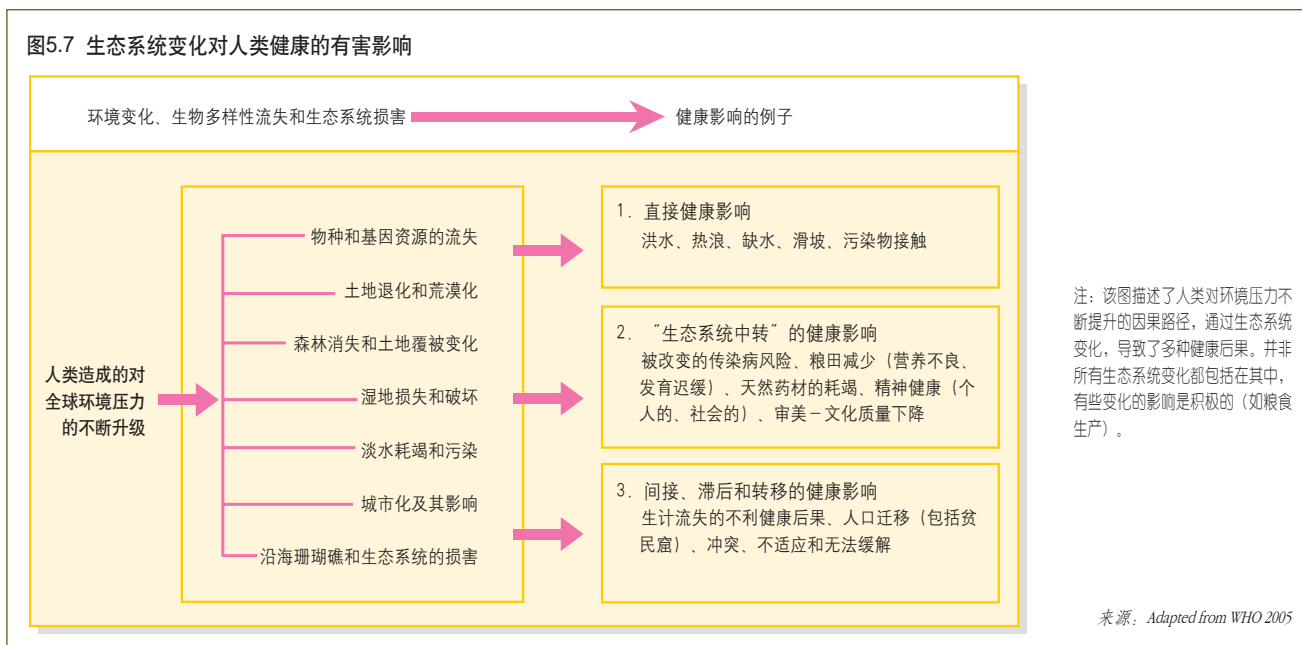 图5.7 生态系统变化对人类健康的有害影响
环境变化、生物多样性流失和生态系统损害
健康影响的例子
人类造成的对
全球环境压力
的不断升级
物种和基因资源的流失
土地退化和荒漠化
森林消失和土地覆被变化
湿地损失和破坏
淡水耗竭和污染
城市化及其影响
沿海珊瑚礁和生态系统的损害
1. 直接健康影响
洪水、热浪、缺水、滑坡、污染物接触
2. “生态系统中转”的健康影响
被改变的传染病风险、粮田减少（营养不良、
发育迟缓）、天然药材的耗竭、精神健康（个
人的、社会的）、审美－文化质量下降
3. 间接、滞后和转移的健康影响
生计流失的不利健康后果、人口迁移（包括贫
民窟）、冲突、不适应和无法缓解
注：该图描述了人类对环境压力不
断提升的因果路径，通过生态系统
变化，导致了多种健康后果。并非
所有生态系统变化都包括在其中，
有些变化的影响是积极的（如粮食
生产）。
来源：Adapted from WHO 2005